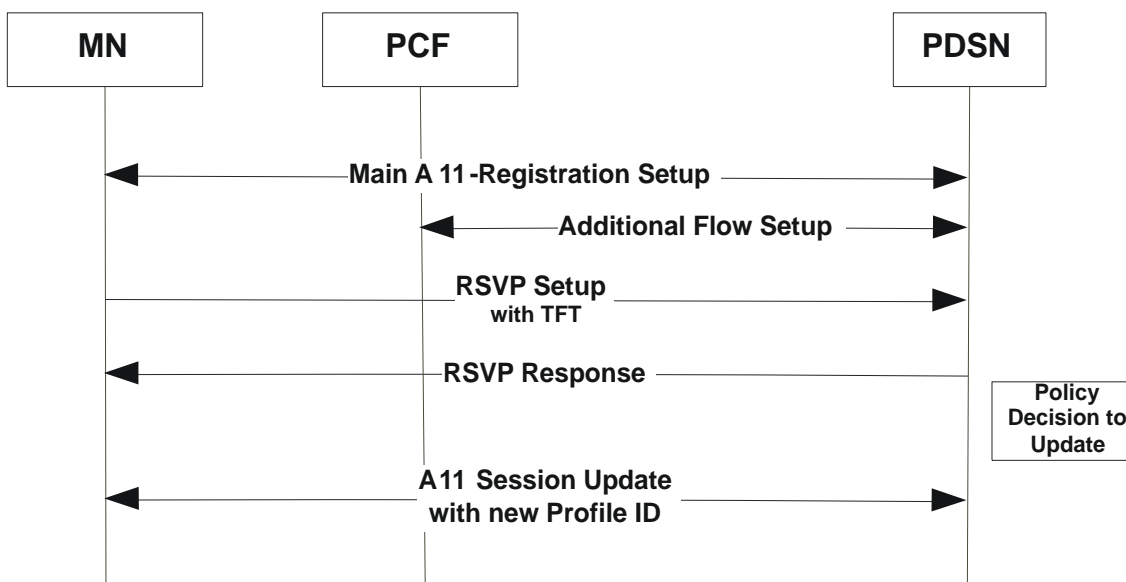 MN
PCF
PDSN
Main A 11-Registration Setup
Additional Flow Setup
RSVP Setup
with TFT
RSVP Response
Policy
Decision to
Update
A11 Session Update
with new Profile ID